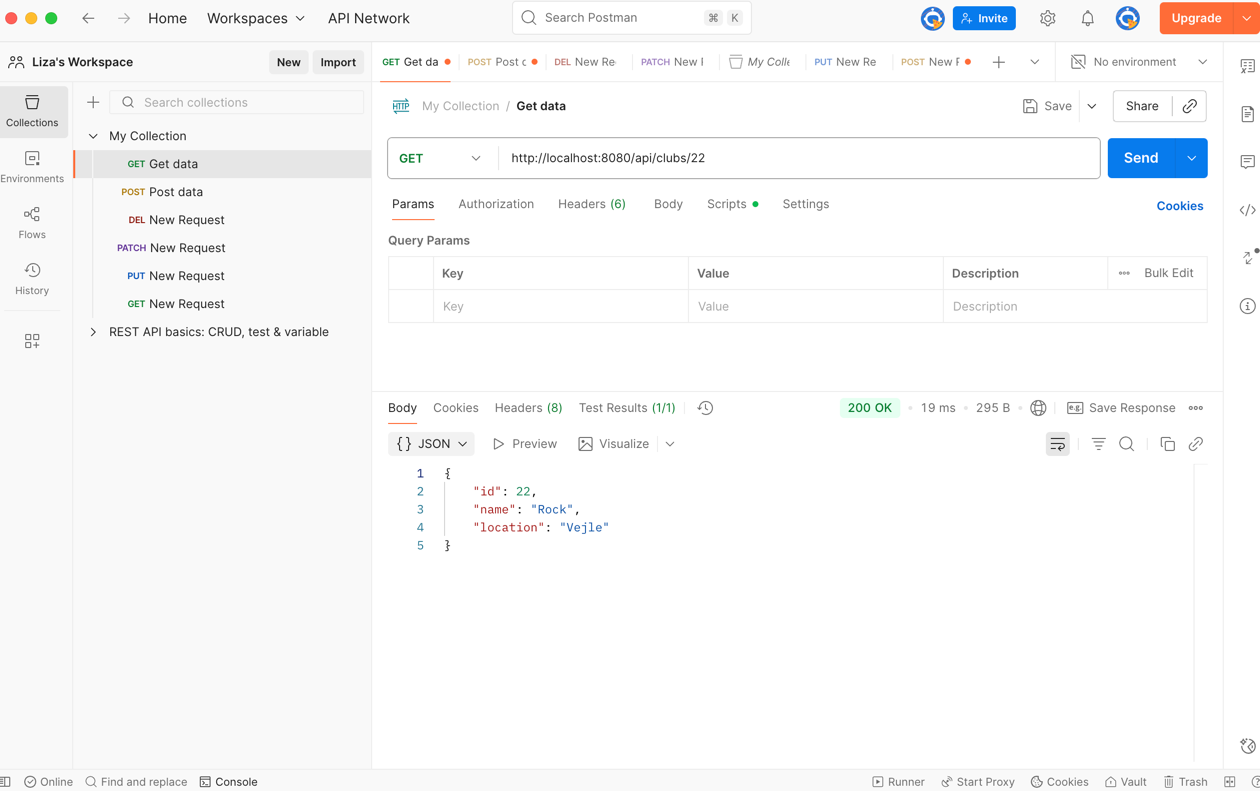 Home Workspaces API Network Search Postman ⌘ K Invite Upgrade
Liza's Workspace New Import
GET Get da POST Post c DEL New Re PATCH New I My Colle PUT New Re POST New F No environment
Collections
Search collections
My Collection / Get data Save Share
My Collection
GET Get data
POST Post data
DEL New Request
PATCH New Request
PUT New Request
GET New Request
REST API basics: CRUD, test & variable
Environments
Flows
History
GET http://localhost:8080/api/clubs/22 Send
Params Authorization Headers (6) Body Scripts Settings Cookies
Query Params
Key Value Description Bulk Edit
Key Value Description
Body Cookies Headers (8) Test Results (1/1) 200 OK 19 ms 295 B e.g. Save Response
{} JSON Preview Visualize
1 {
2 "id": 22,
3 "name": "Rock",
4 "location": "Vejle"
5 }
Online Find and replace Console Runner Start Proxy Cookies Vault Trash